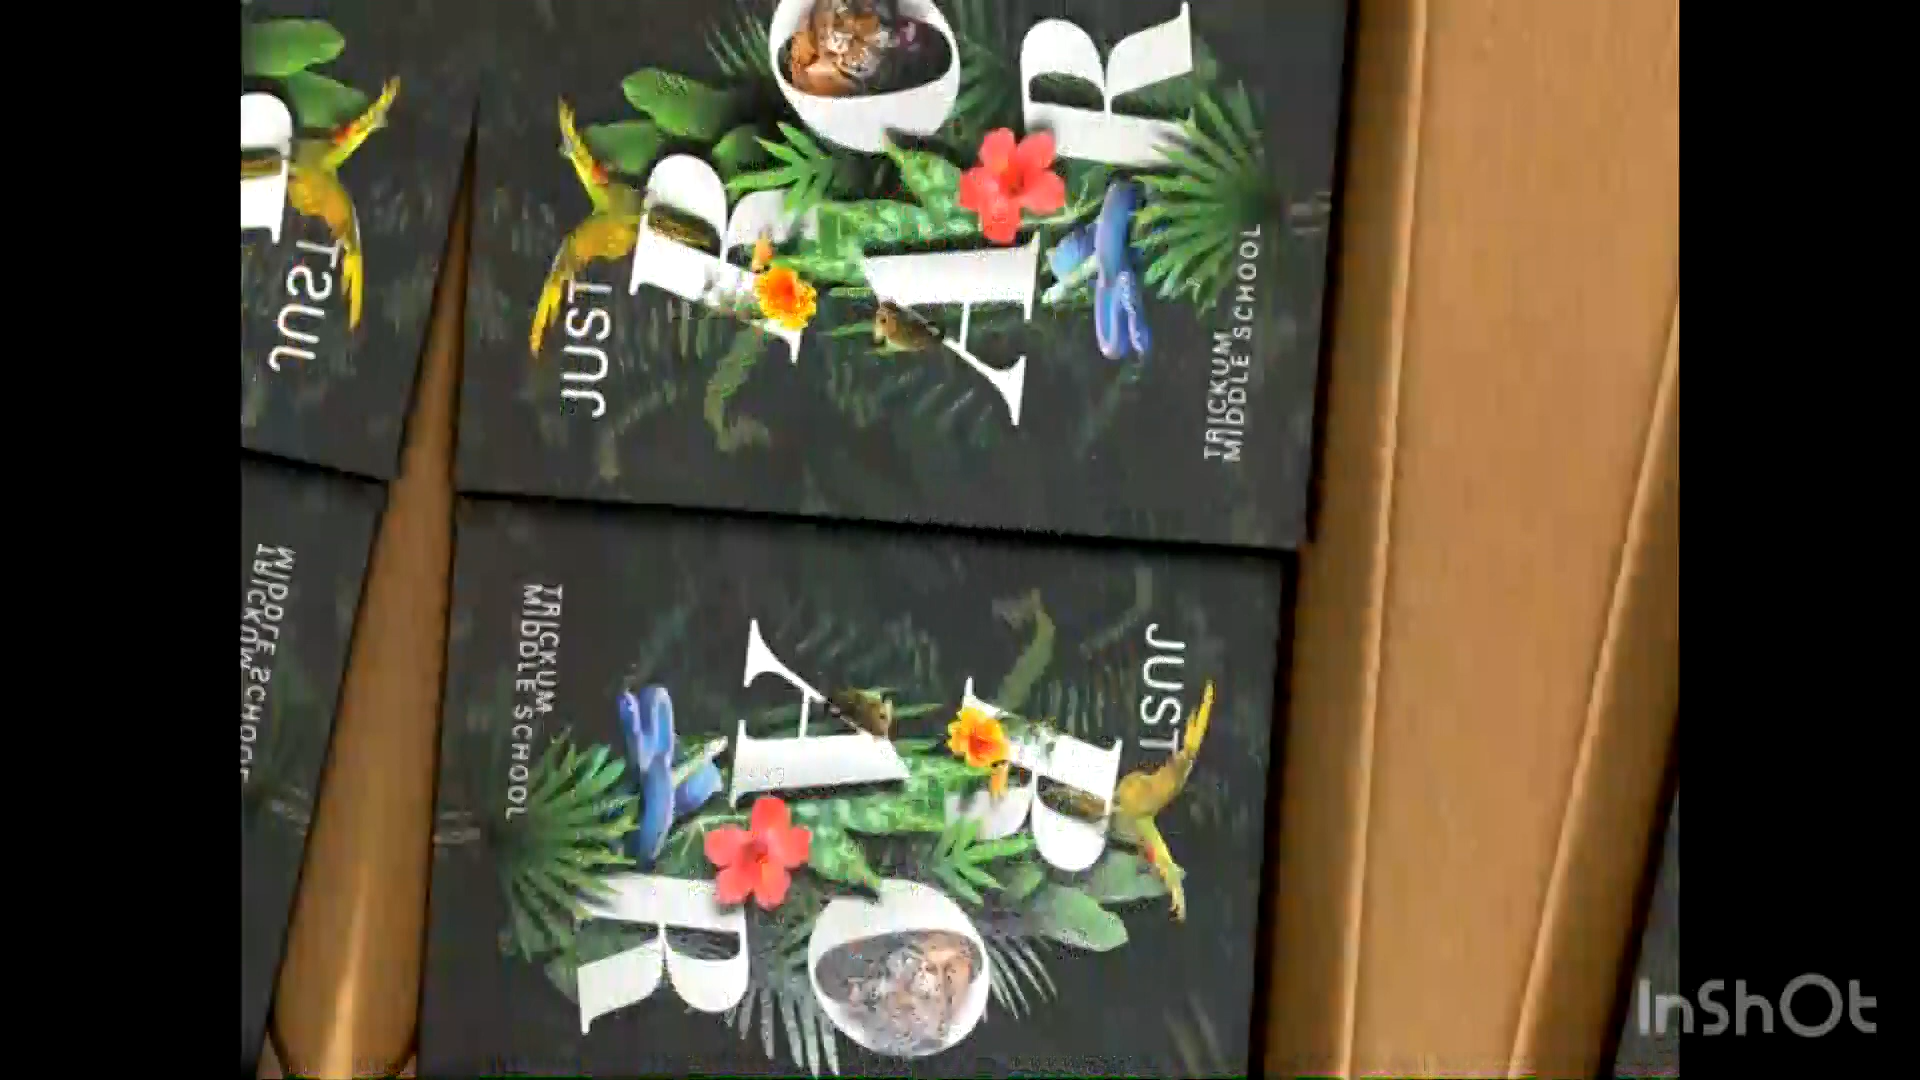 JUST
JUST
ROAR
TRICKUM
MIDDLE SCHOOL
TRICKUM
MIDDLE SCHOOL
JUST
ROAR
TRICKUM
MIDDLE SCHOOL
InShOt